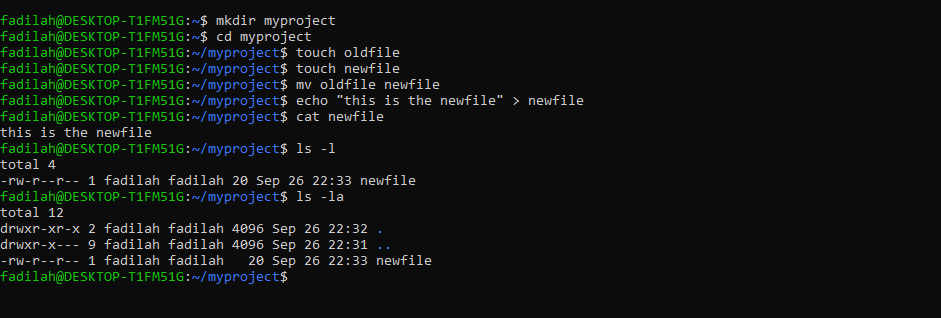 fadilah@DESKTOP-T1FM51G:~$ mkdir myproject
fadilah@DESKTOP-T1FM51G:~$ cd myproject
fadilah@DESKTOP-T1FM51G:~/myproject$ touch oldfile
fadilah@DESKTOP-T1FM51G:~/myproject$ touch newfile
fadilah@DESKTOP-T1FM51G:~/myproject$ mv oldfile newfile
fadilah@DESKTOP-T1FM51G:~/myproject$ echo "this is the newfile" > newfile
fadilah@DESKTOP-T1FM51G:~/myproject$ cat newfile
this is the newfile
fadilah@DESKTOP-T1FM51G:~/myproject$ ls -l
total 4
-rw-r--r-- 1 fadilah fadilah 20 Sep 26 22:33 newfile
fadilah@DESKTOP-T1FM51G:~/myproject$ ls -la
total 12
drwxr-xr-x 2 fadilah fadilah 4096 Sep 26 22:32 .
drwxr-x--- 9 fadilah fadilah 4096 Sep 26 22:31 ..
-rw-r--r-- 1 fadilah fadilah   20 Sep 26 22:33 newfile
fadilah@DESKTOP-T1FM51G:~/myproject$